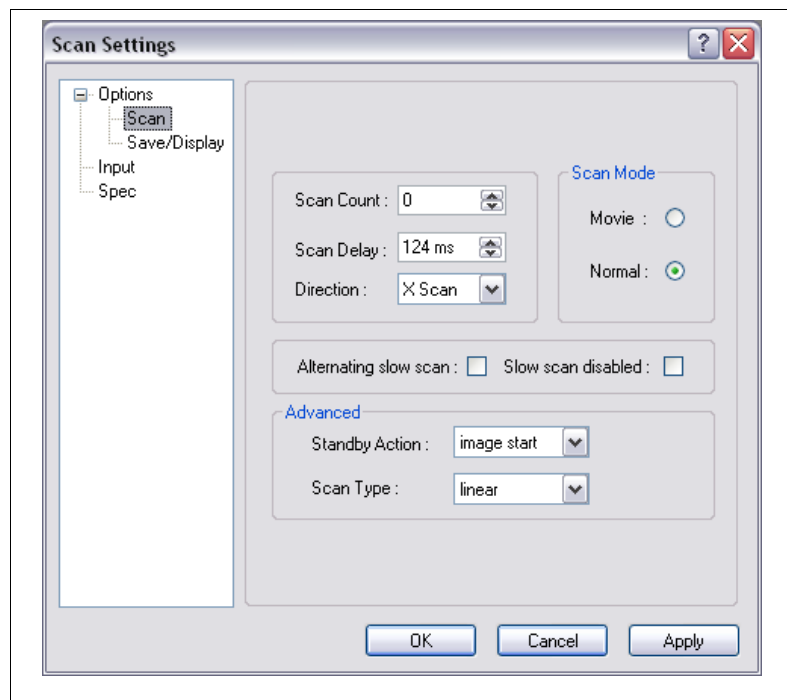 Scan Settings
Options
Scan
Save/Display
Input
Spec
Scan Count : 0
Scan Delay : 124 ms
Direction : X Scan
Scan Mode
Movie :
Normal :
Alternating slow scan : Slow scan disabled :
Advanced
Standby Action : image start
Scan Type : linear
OK Cancel Apply